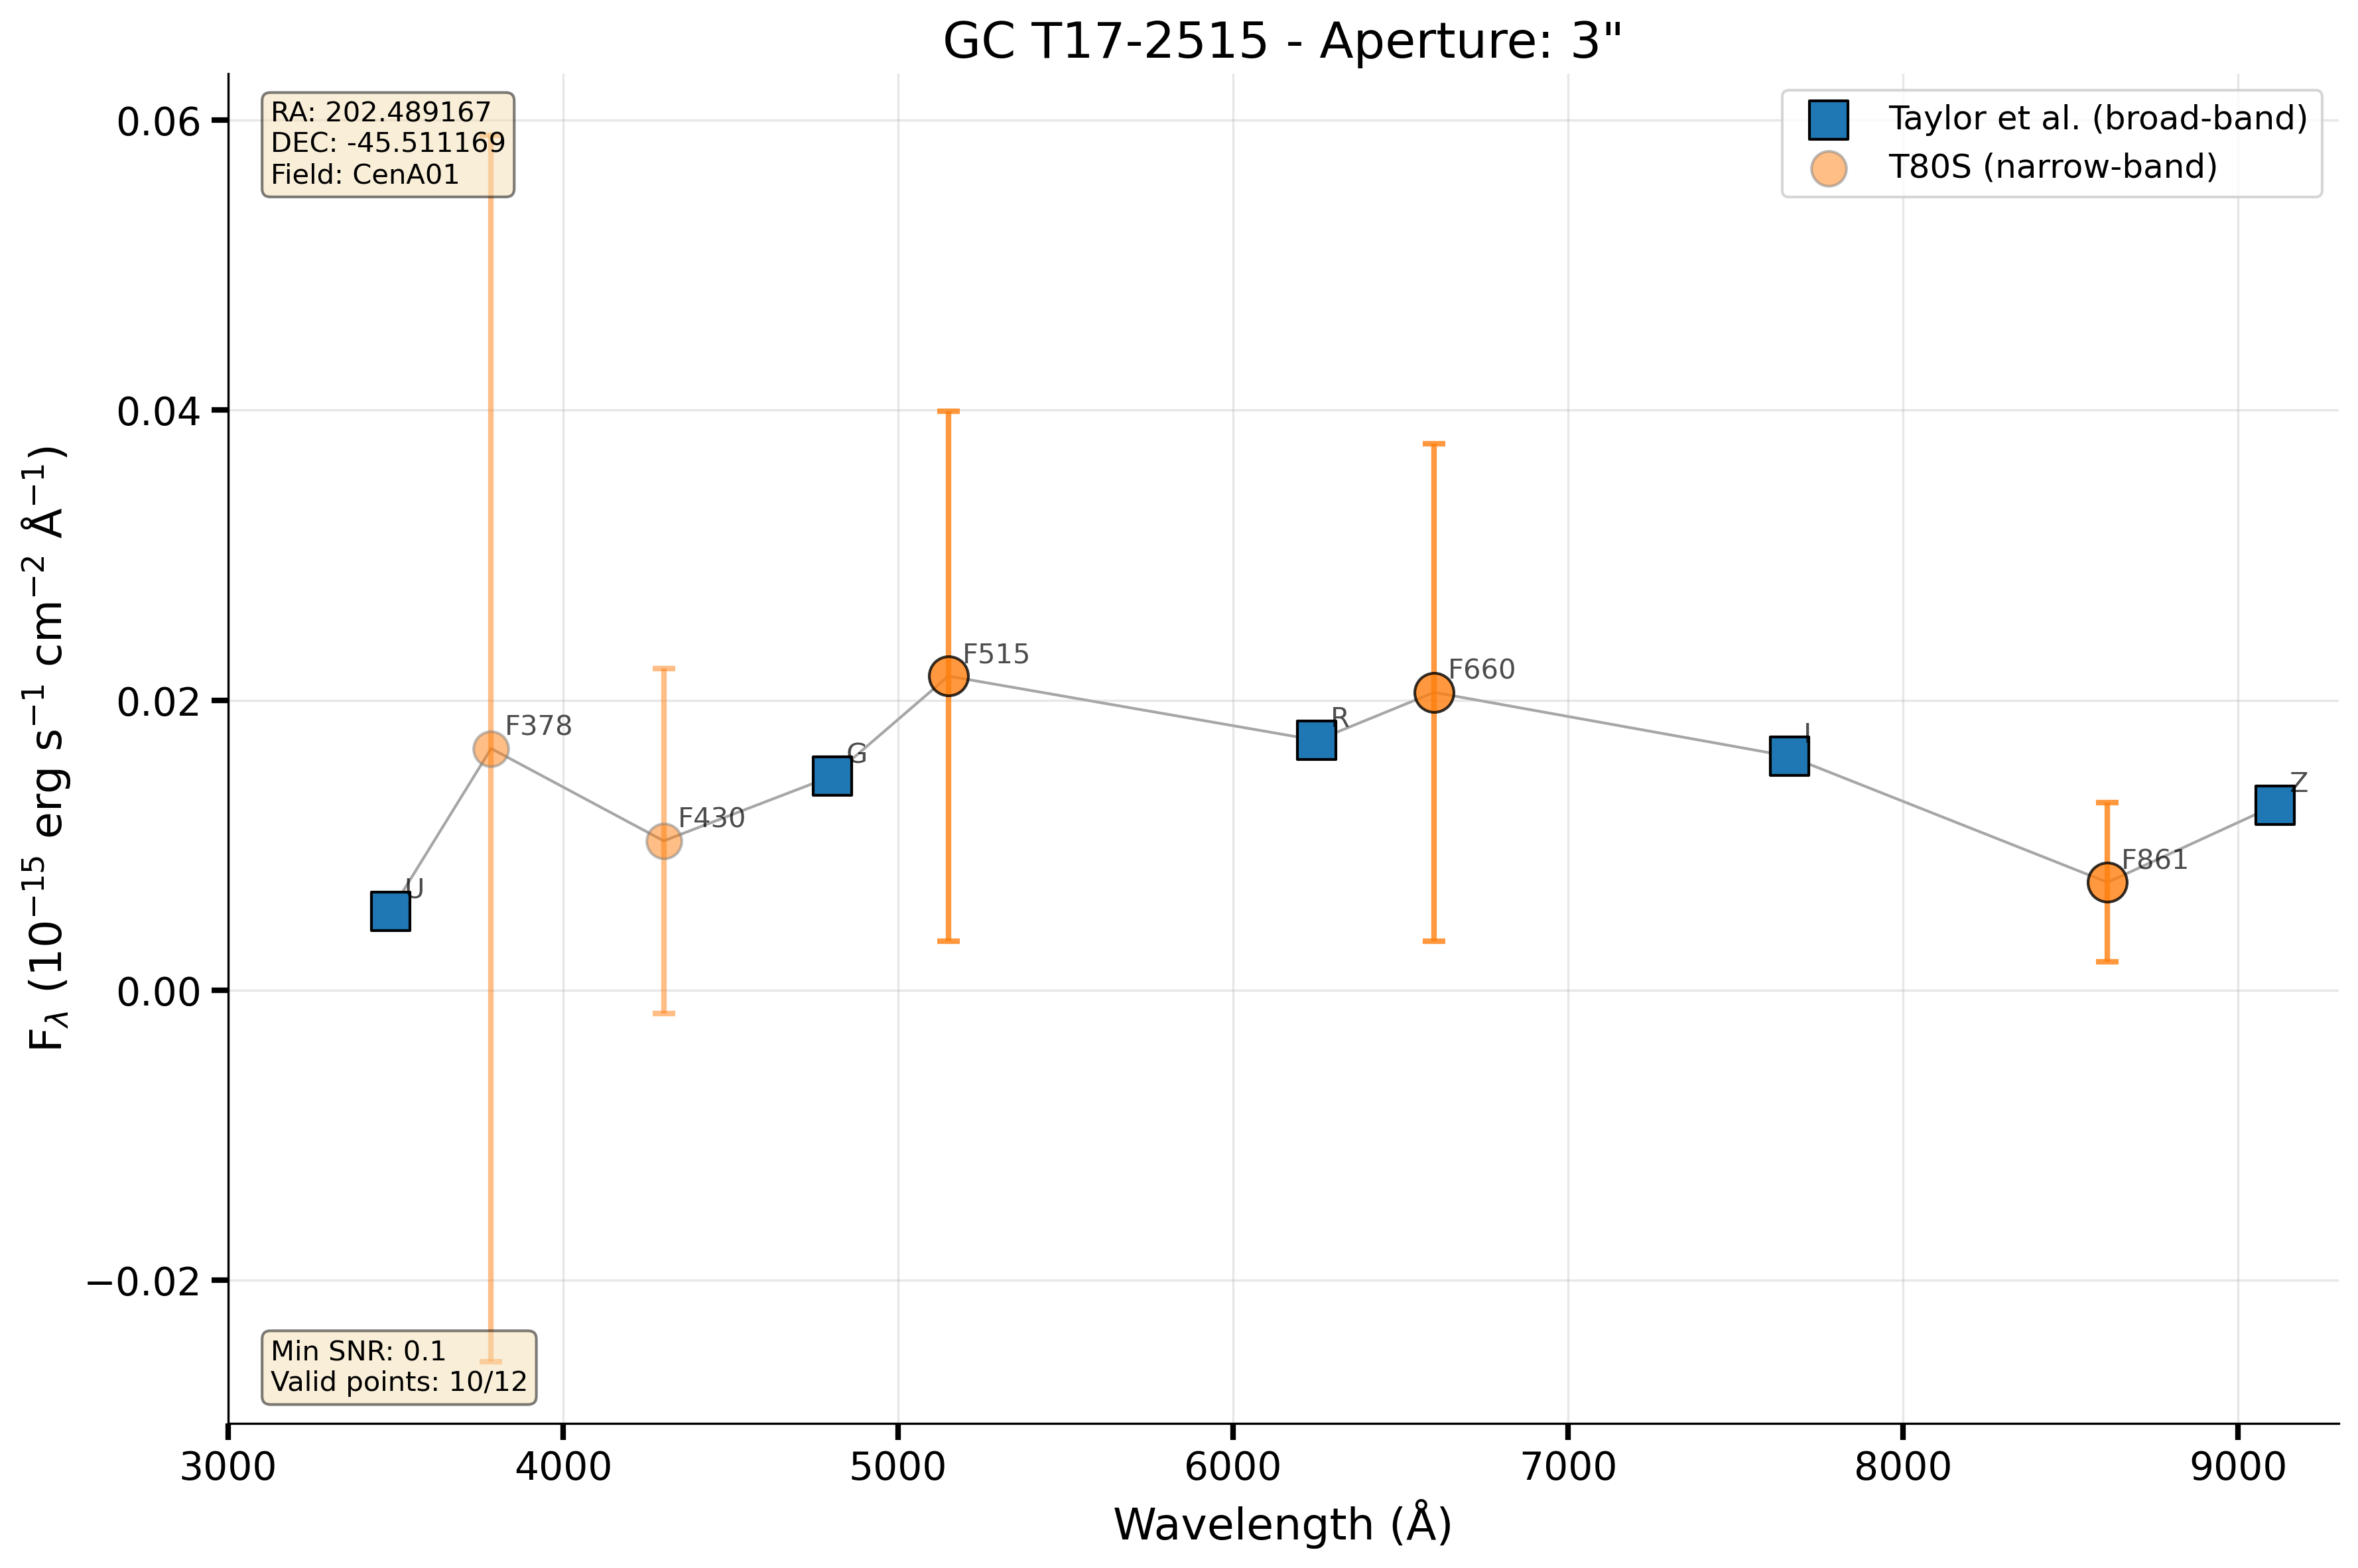 GC T17-2515 - Aperture: 3"
RA: 202.489167
DEC: -45.511169
Field: CenA01
Taylor et al. (broad-band)
T80S (narrow-band)
0.06
0.04
0.02
0.00
−0.02
F_λ (10⁻¹⁵ erg s⁻¹ cm⁻² Å⁻¹)
U
F378
F430
G
F515
R
F660
I
F861
Z
Min SNR: 0.1
Valid points: 10/12
3000 4000 5000 6000 7000 8000 9000
Wavelength (Å)